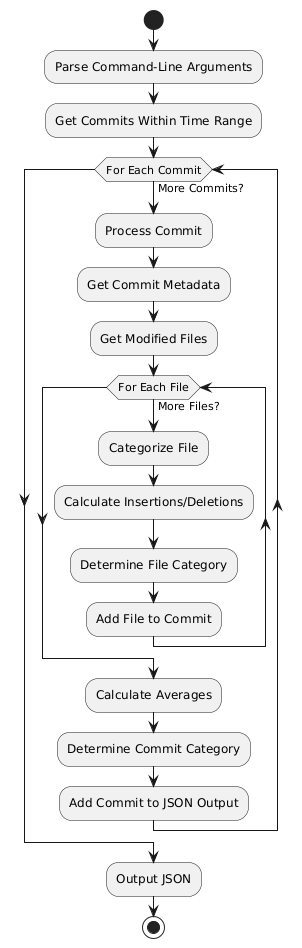 Parse Command-Line Arguments
Get Commits Within Time Range
For Each Commit
More Commits?
Process Commit
Get Commit Metadata
Get Modified Files
For Each File
More Files?
Categorize File
Calculate Insertions/Deletions
Determine File Category
Add File to Commit
Calculate Averages
Determine Commit Category
Add Commit to JSON Output
Output JSON